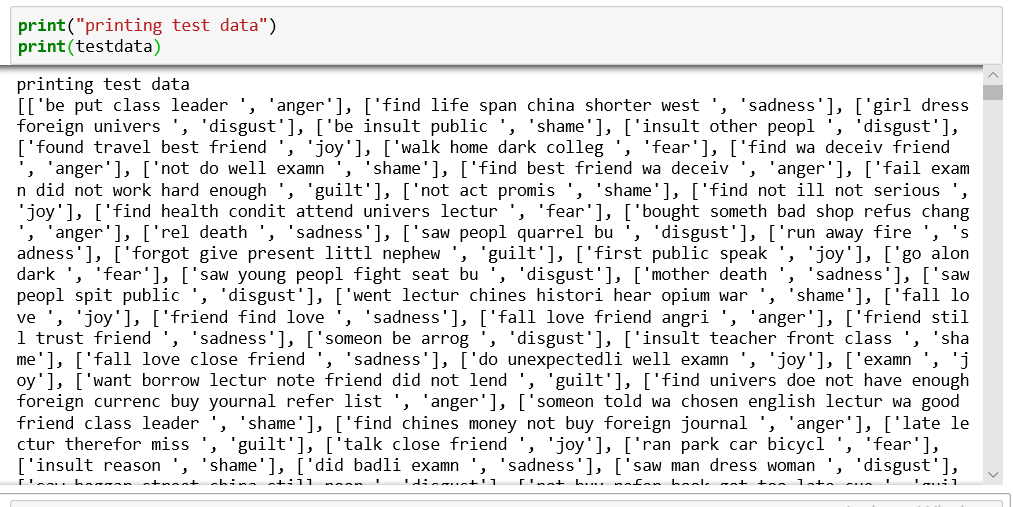 print("printing test data")
print(testdata)
printing test data
[['be put class leader ', 'anger'], ['find life span china shorter west ', 'sadness'], ['girl dress
foreign univers ', 'disgust'], ['be insult public ', 'shame'], ['insult other peopl ', 'disgust'],
['found travel best friend ', 'joy'], ['walk home dark colleg ', 'fear'], ['find wa deceiv friend
', 'anger'], ['not do well examn ', 'shame'], ['find best friend wa deceiv ', 'anger'], ['fail exam
n did not work hard enough ', 'guilt'], ['not act promis ', 'shame'], ['find not ill not serious ',
'joy'], ['find health condit attend univers lectur ', 'fear'], ['bought someth bad shop refus chang
', 'anger'], ['rel death ', 'sadness'], ['saw peopl quarrel bu ', 'disgust'], ['run away fire ', 's
adness'], ['forgot give present littl nephew ', 'guilt'], ['first public speak ', 'joy'], ['go alon
dark ', 'fear'], ['saw young peopl fight seat bu ', 'disgust'], ['mother death ', 'sadness'], ['saw
peopl spit public ', 'disgust'], ['went lectur chines histori hear opium war ', 'shame'], ['fall lo
ve ', 'joy'], ['friend find love ', 'sadness'], ['fall love friend angri ', 'anger'], ['friend stil
l trust friend ', 'sadness'], ['someon be arrog ', 'disgust'], ['insult teacher front class ', 'sha
me'], ['fall love close friend ', 'sadness'], ['do unexpectedli well examn ', 'joy'], ['examn ', 'j
oy'], ['want borrow lectur note friend did not lend ', 'guilt'], ['find univers doe not have enough
foreign currenc buy yournal refer list ', 'anger'], ['someon told wa chosen english lectur wa good
friend class leader ', 'shame'], ['find chines money not buy foreign journal ', 'anger'], ['late le
ctur therefor miss ', 'guilt'], ['talk close friend ', 'joy'], ['ran park car bicycl ', 'fear'],
['insult reason ', 'shame'], ['did badli examn ', 'sadness'], ['saw man dress woman ', 'disgust'],